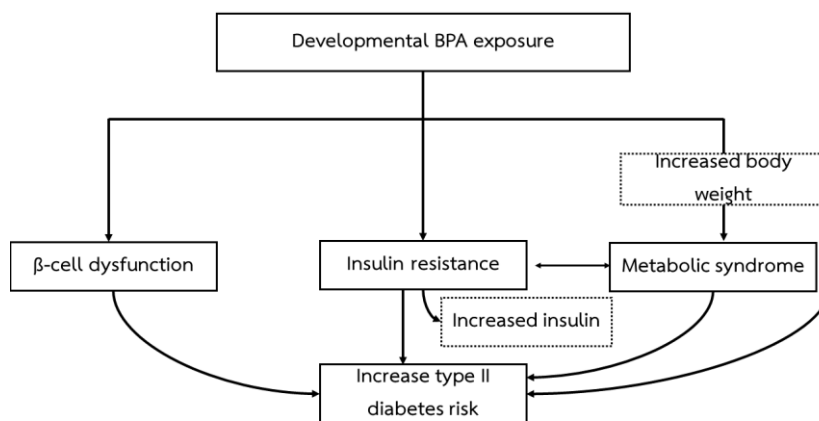 Developmental BPA exposure
Increased body
weight
β-cell dysfunction
Insulin resistance
Metabolic syndrome
Increased insulin
Increase type II
diabetes risk